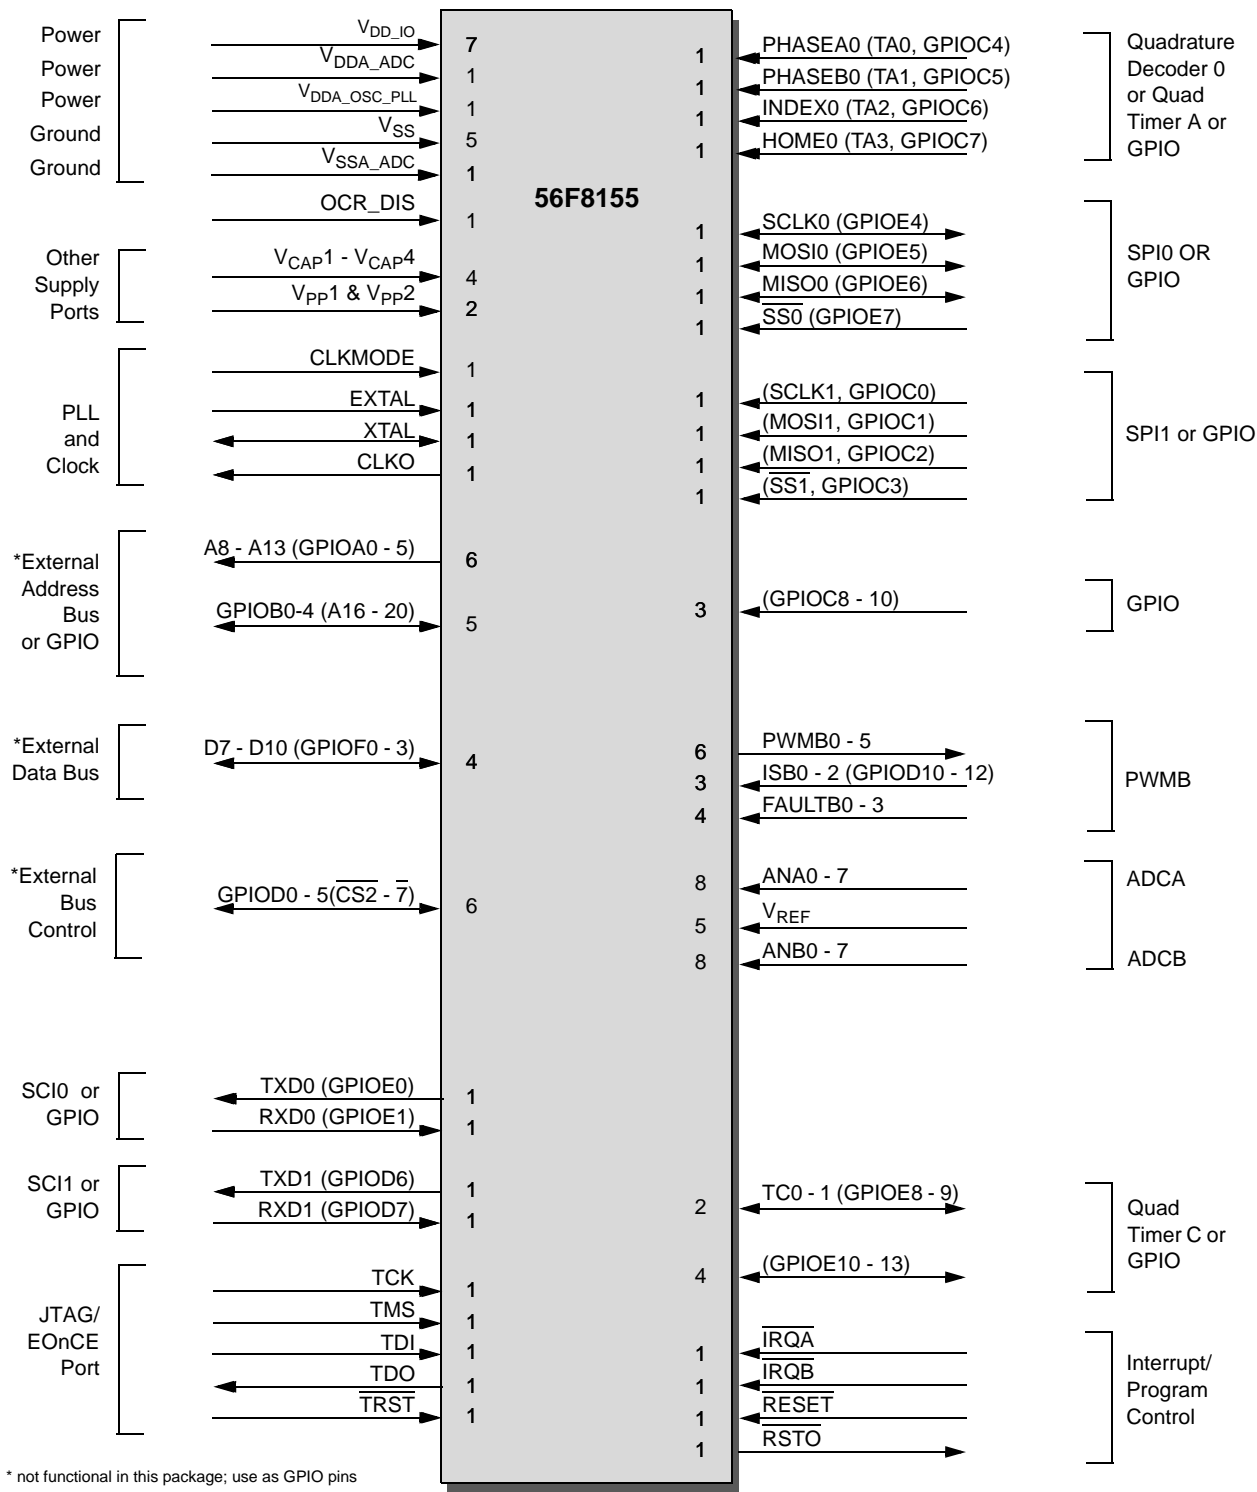 Power
V_DD_IO
7
Power
V_DDA_ADC
1
Power
V_DDA_OSC_PLL
1
Ground
V_SS
5
Ground
V_SSA_ADC
1
OCR_DIS
1
Other
Supply
Ports
V_CAP1 - V_CAP4
4
V_PP1 & V_PP2
2
PLL
and
Clock
CLKMODE
1
EXTAL
1
XTAL
1
CLKO
1
*External
Address
Bus
or GPIO
A8 - A13 (GPIOA0 - 5)
6
GPIOB0-4 (A16 - 20)
5
*External
Data Bus
D7 - D10 (GPIOF0 - 3)
4
*External
Bus
Control
GPIOD0 - 5(C̅S̅2̅ - 7̅)
6
SCI0 or
GPIO
TXD0 (GPIOE0)
1
RXD0 (GPIOE1)
1
SCI1 or
GPIO
TXD1 (GPIOD6)
1
RXD1 (GPIOD7)
1
JTAG/
EOnCE
Port
TCK
1
TMS
1
TDI
1
TDO
1
T̅R̅S̅T̅
1
56F8155
1
PHASEA0 (TA0, GPIOC4)
1
PHASEB0 (TA1, GPIOC5)
1
INDEX0 (TA2, GPIOC6)
1
HOME0 (TA3, GPIOC7)
Quadrature
Decoder 0
or Quad
Timer A or
GPIO
1
SCLK0 (GPIOE4)
1
MOSI0 (GPIOE5)
1
MISO0 (GPIOE6)
1
S̅S̅0̅ (GPIOE7)
SPI0 OR
GPIO
1
(SCLK1, GPIOC0)
1
(MOSI1, GPIOC1)
1
(MISO1, GPIOC2)
1
(S̅S̅1̅, GPIOC3)
SPI1 or GPIO
3
(GPIOC8 - 10)
GPIO
6
PWMB0 - 5
3
ISB0 - 2 (GPIOD10 - 12)
4
FAULTB0 - 3
PWMB
8
ANA0 - 7
ADCA
5
V_REF
8
ANB0 - 7
ADCB
2
TC0 - 1 (GPIOE8 - 9)
4
(GPIOE10 - 13)
Quad
Timer C or
GPIO
1
I̅R̅Q̅A̅
1
I̅R̅Q̅B̅
1
R̅E̅S̅E̅T̅
1
R̅S̅T̅O̅
Interrupt/
Program
Control
* not functional in this package; use as GPIO pins